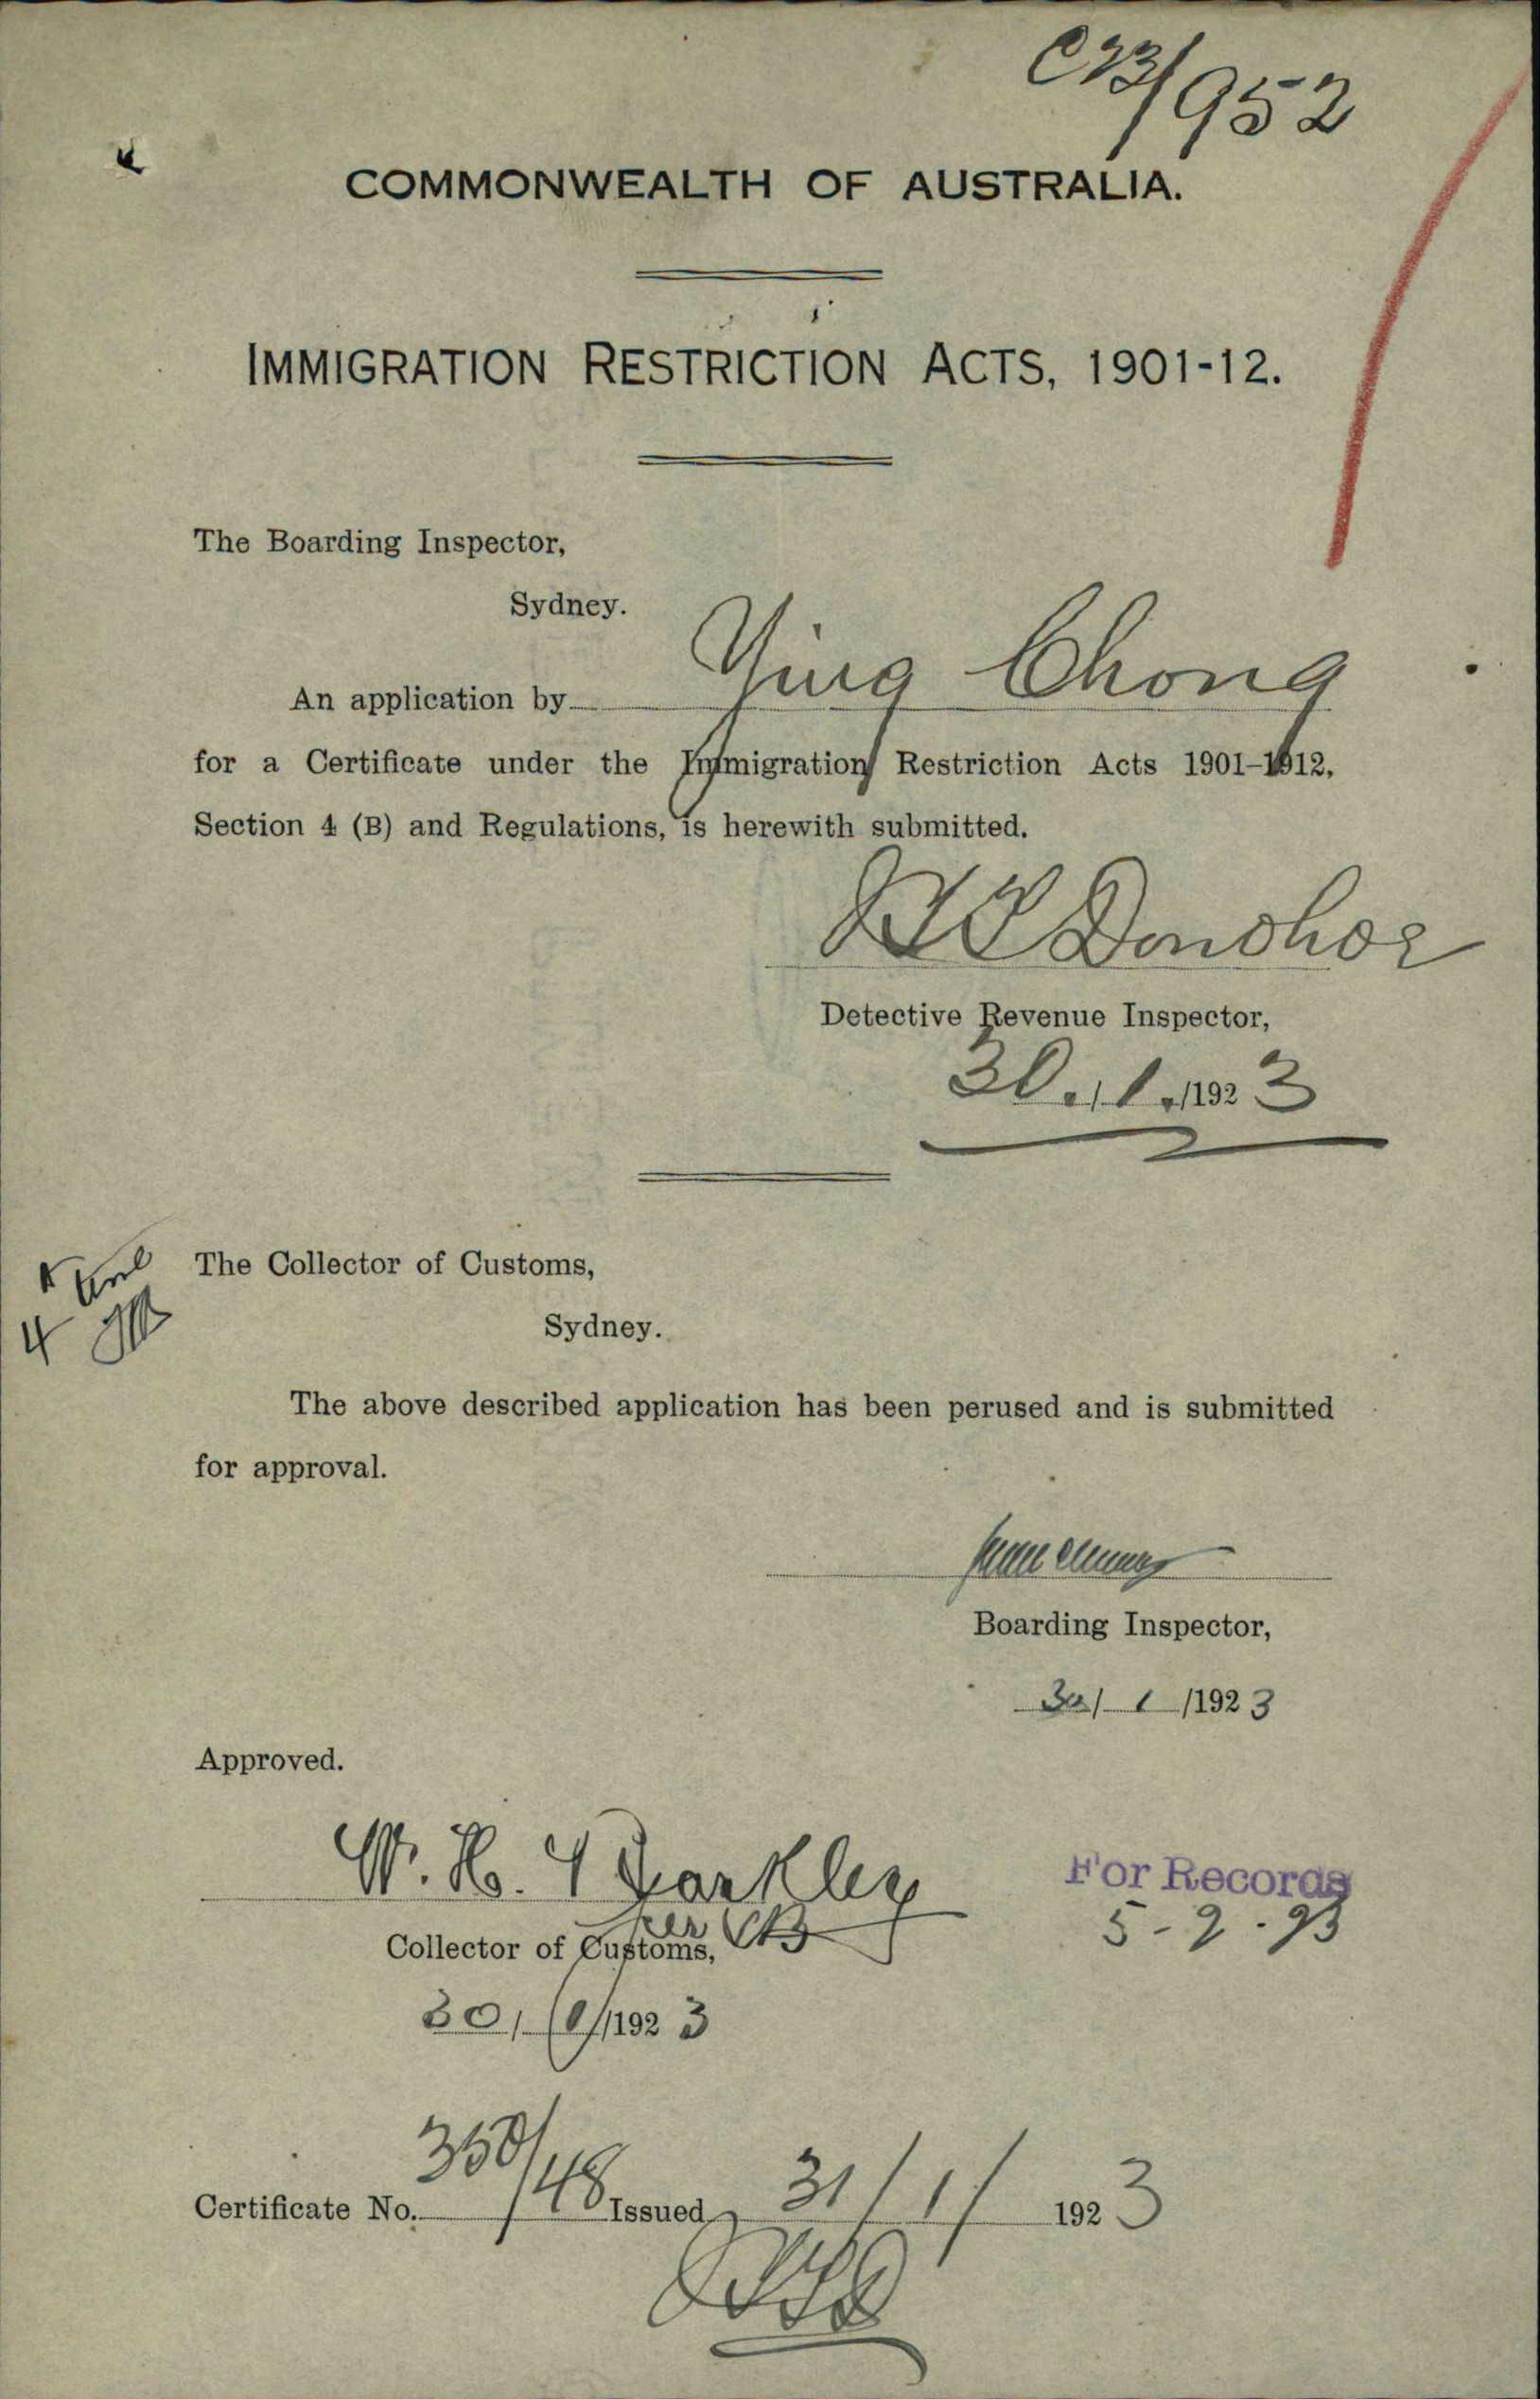 C23/952
COMMONWEALTH OF AUSTRALIA.
IMMIGRATION RESTRICTION ACTS, 1901-12.
The Boarding Inspector,
Sydney.
An application by Ying Chong
for a Certificate under the Immigration Restriction Acts 1901-1912,
Section 4 (B) and Regulations, is herewith submitted.
Donohoe
Detective Revenue Inspector,
30/1/1923
The Collector of Customs,
4
Sydney.
The above described application has been perused and is submitted
for approval.
Boarding Inspector,
30/1/1923
Approved.
W. H. Barkley
per
Collector of Customs,
30/1/1923
For Records
5-2-23
Certificate No. 350/48 Issued 31/1/1923